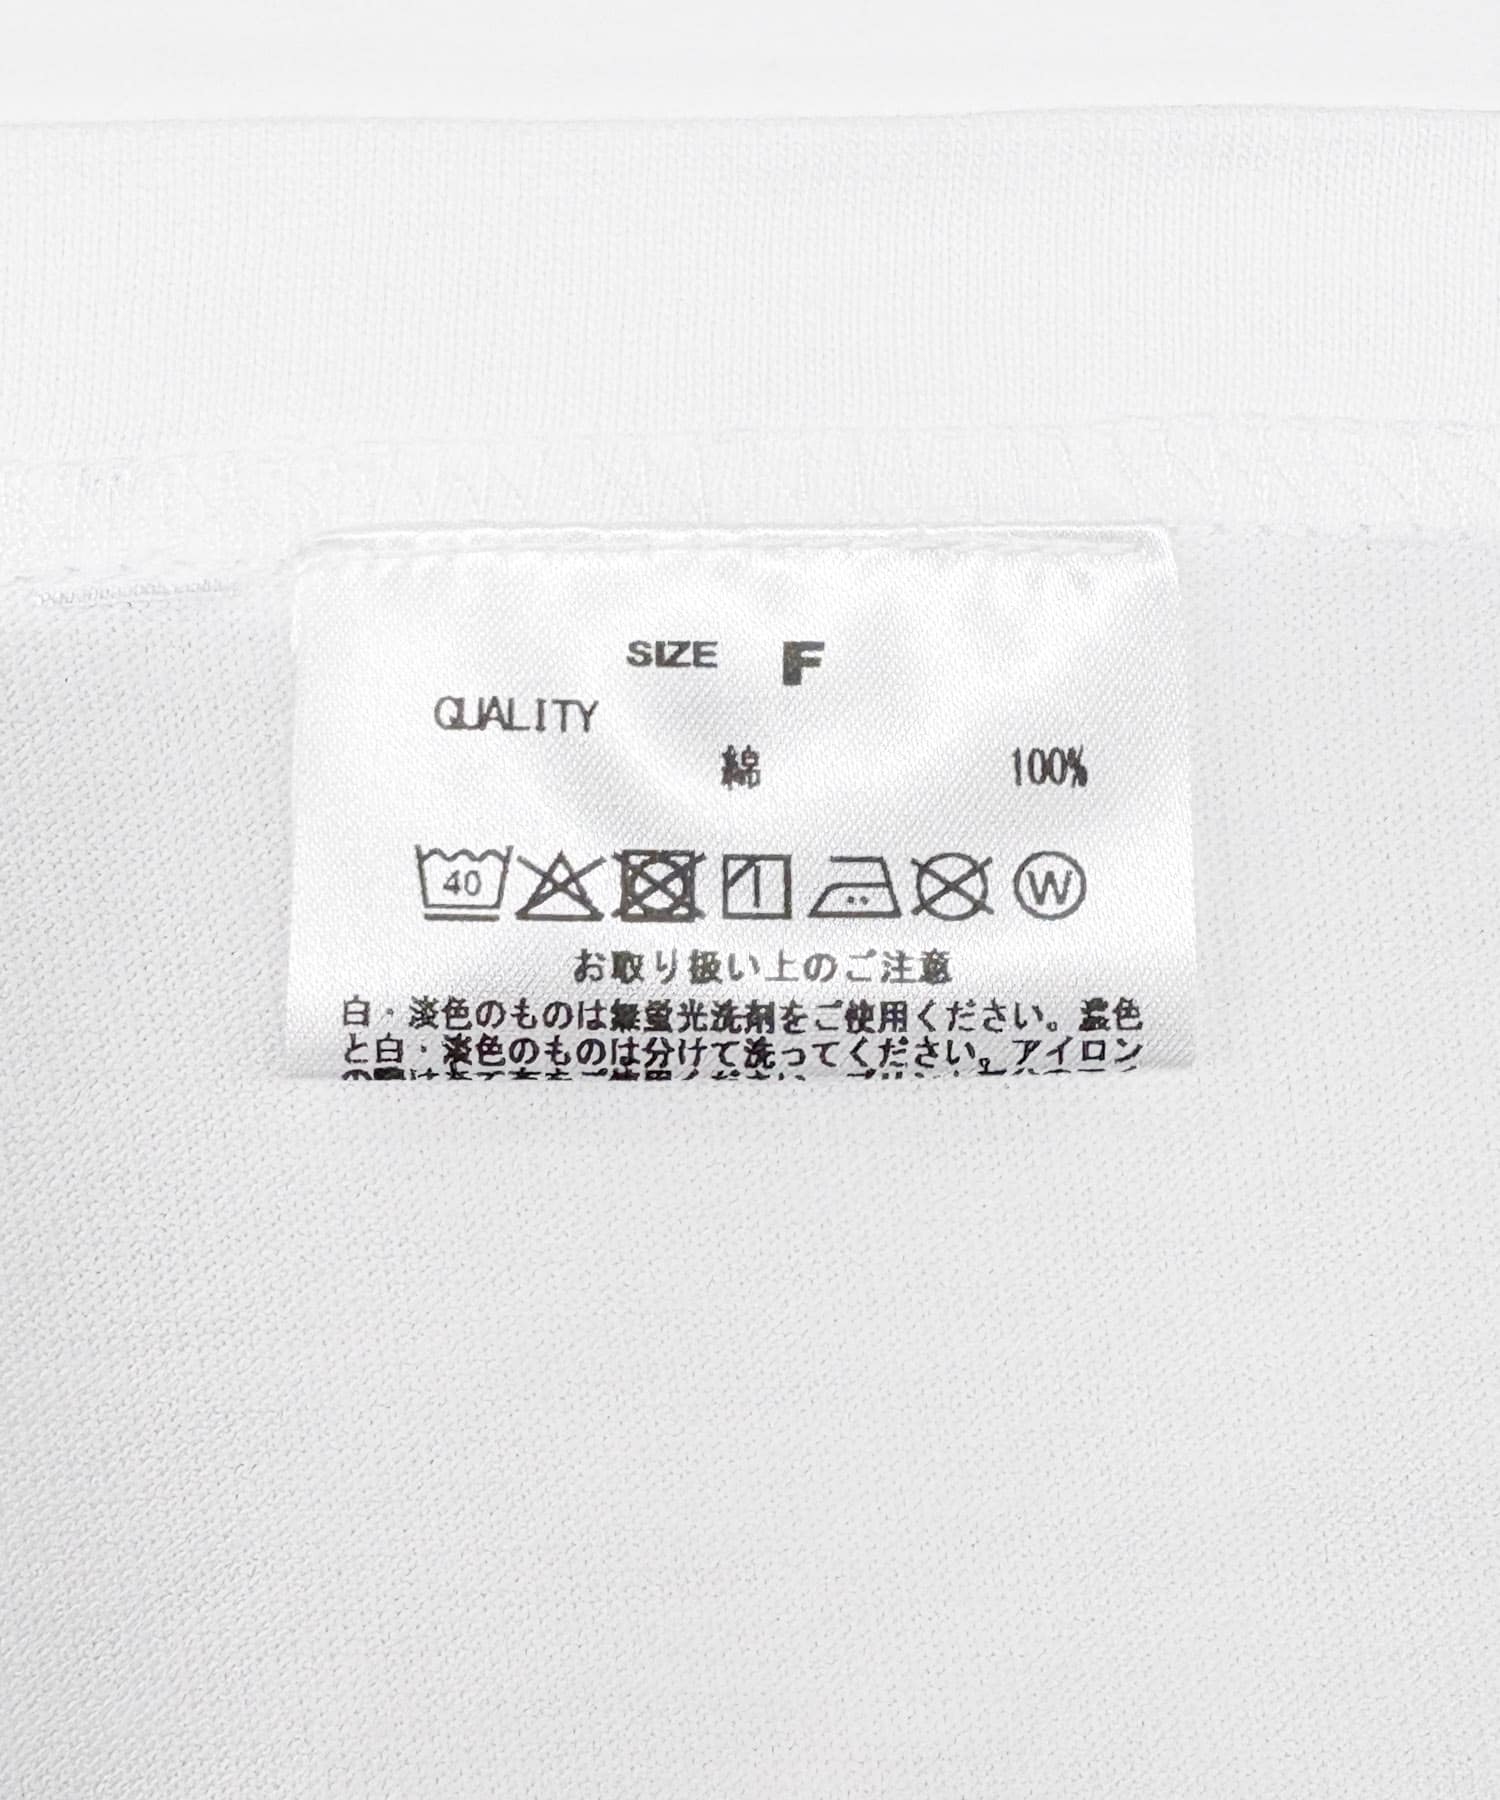 SIZE F
QUALITY
綿 100%
40
W
お取り扱い上のご注意
白・淡色のものは無蛍光洗剤をご使用ください。濃色
と白・淡色のものは分けて洗ってください。アイロン